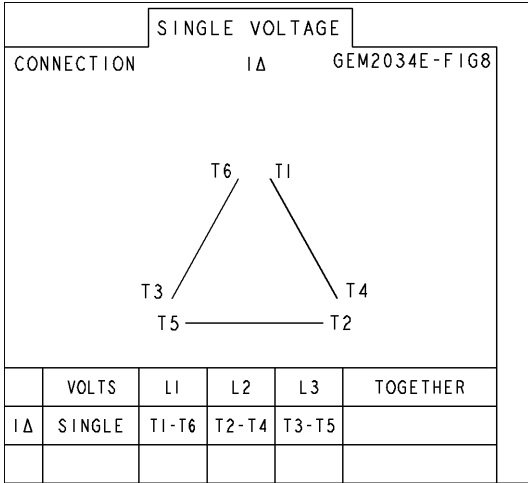 SINGLE VOLTAGE
CONNECTION 1Δ GEM2034E-FIG8
T6 T1
T3 T4
T5 T2
VOLTS L1 L2 L3 TOGETHER
1Δ SINGLE T1-T6 T2-T4 T3-T5